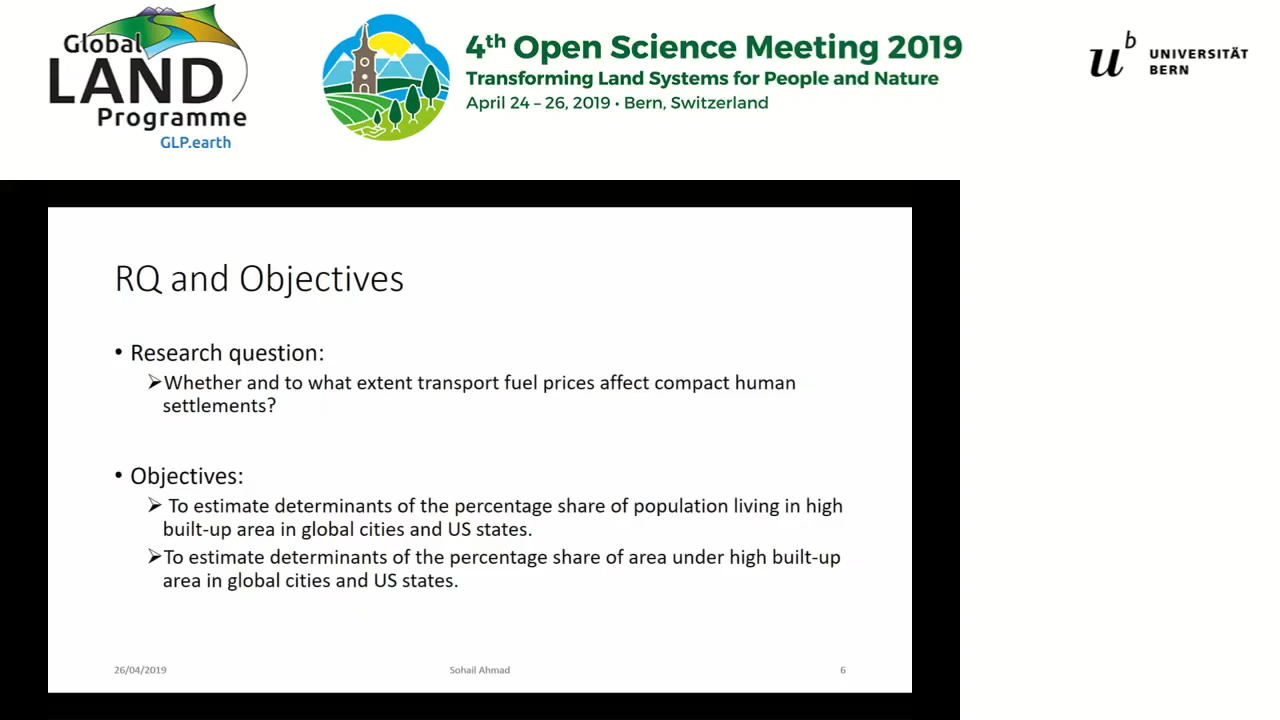 Global
LAND
Programme
GLP.earth
4th Open Science Meeting 2019
Transforming Land Systems for People and Nature
April 24 – 26, 2019 • Bern, Switzerland
u b
UNIVERSITÄT
BERN
RQ and Objectives
• Research question:
➢Whether and to what extent transport fuel prices affect compact human
settlements?
• Objectives:
➢ To estimate determinants of the percentage share of population living in high
built-up area in global cities and US states.
➢To estimate determinants of the percentage share of area under high built-up
area in global cities and US states.
26/04/2019
Sohail Ahmad
6